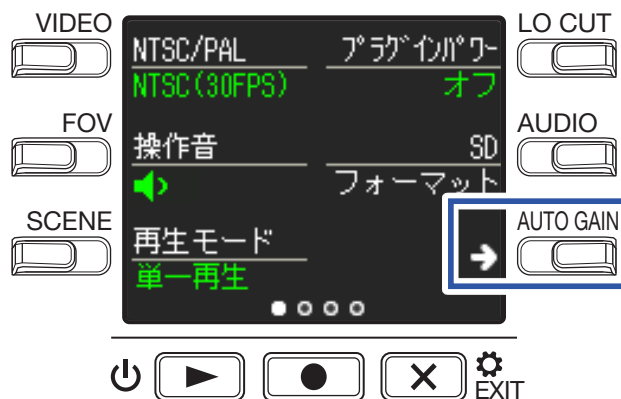 VIDEO
LO CUT
NTSC/PAL
プラグインパワー
NTSC(30FPS)
オフ
FOV
AUDIO
操作音
SD
フォーマット
SCENE
AUTO GAIN
再生モード
単一再生
EXIT